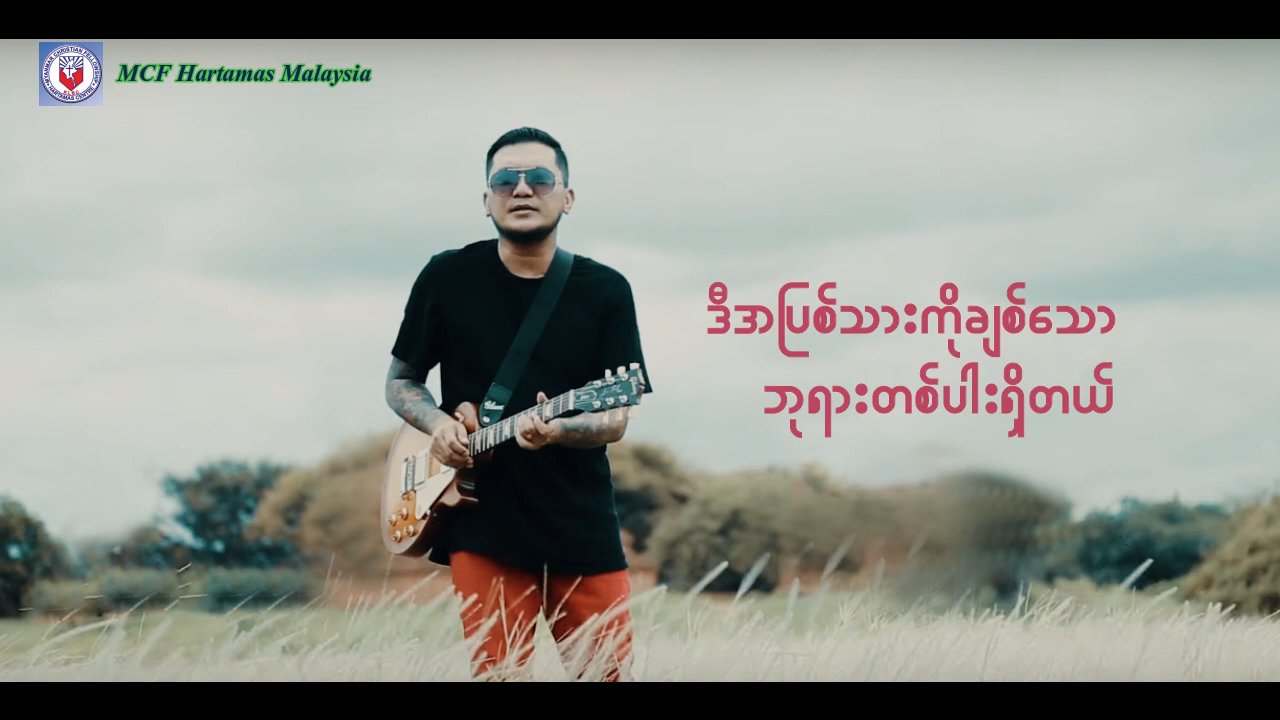 MCF Hartamas Malaysia
ဒီအပြစ်သားကိုချစ်သော
ဘုရားတစ်ပါးရှိတယ်